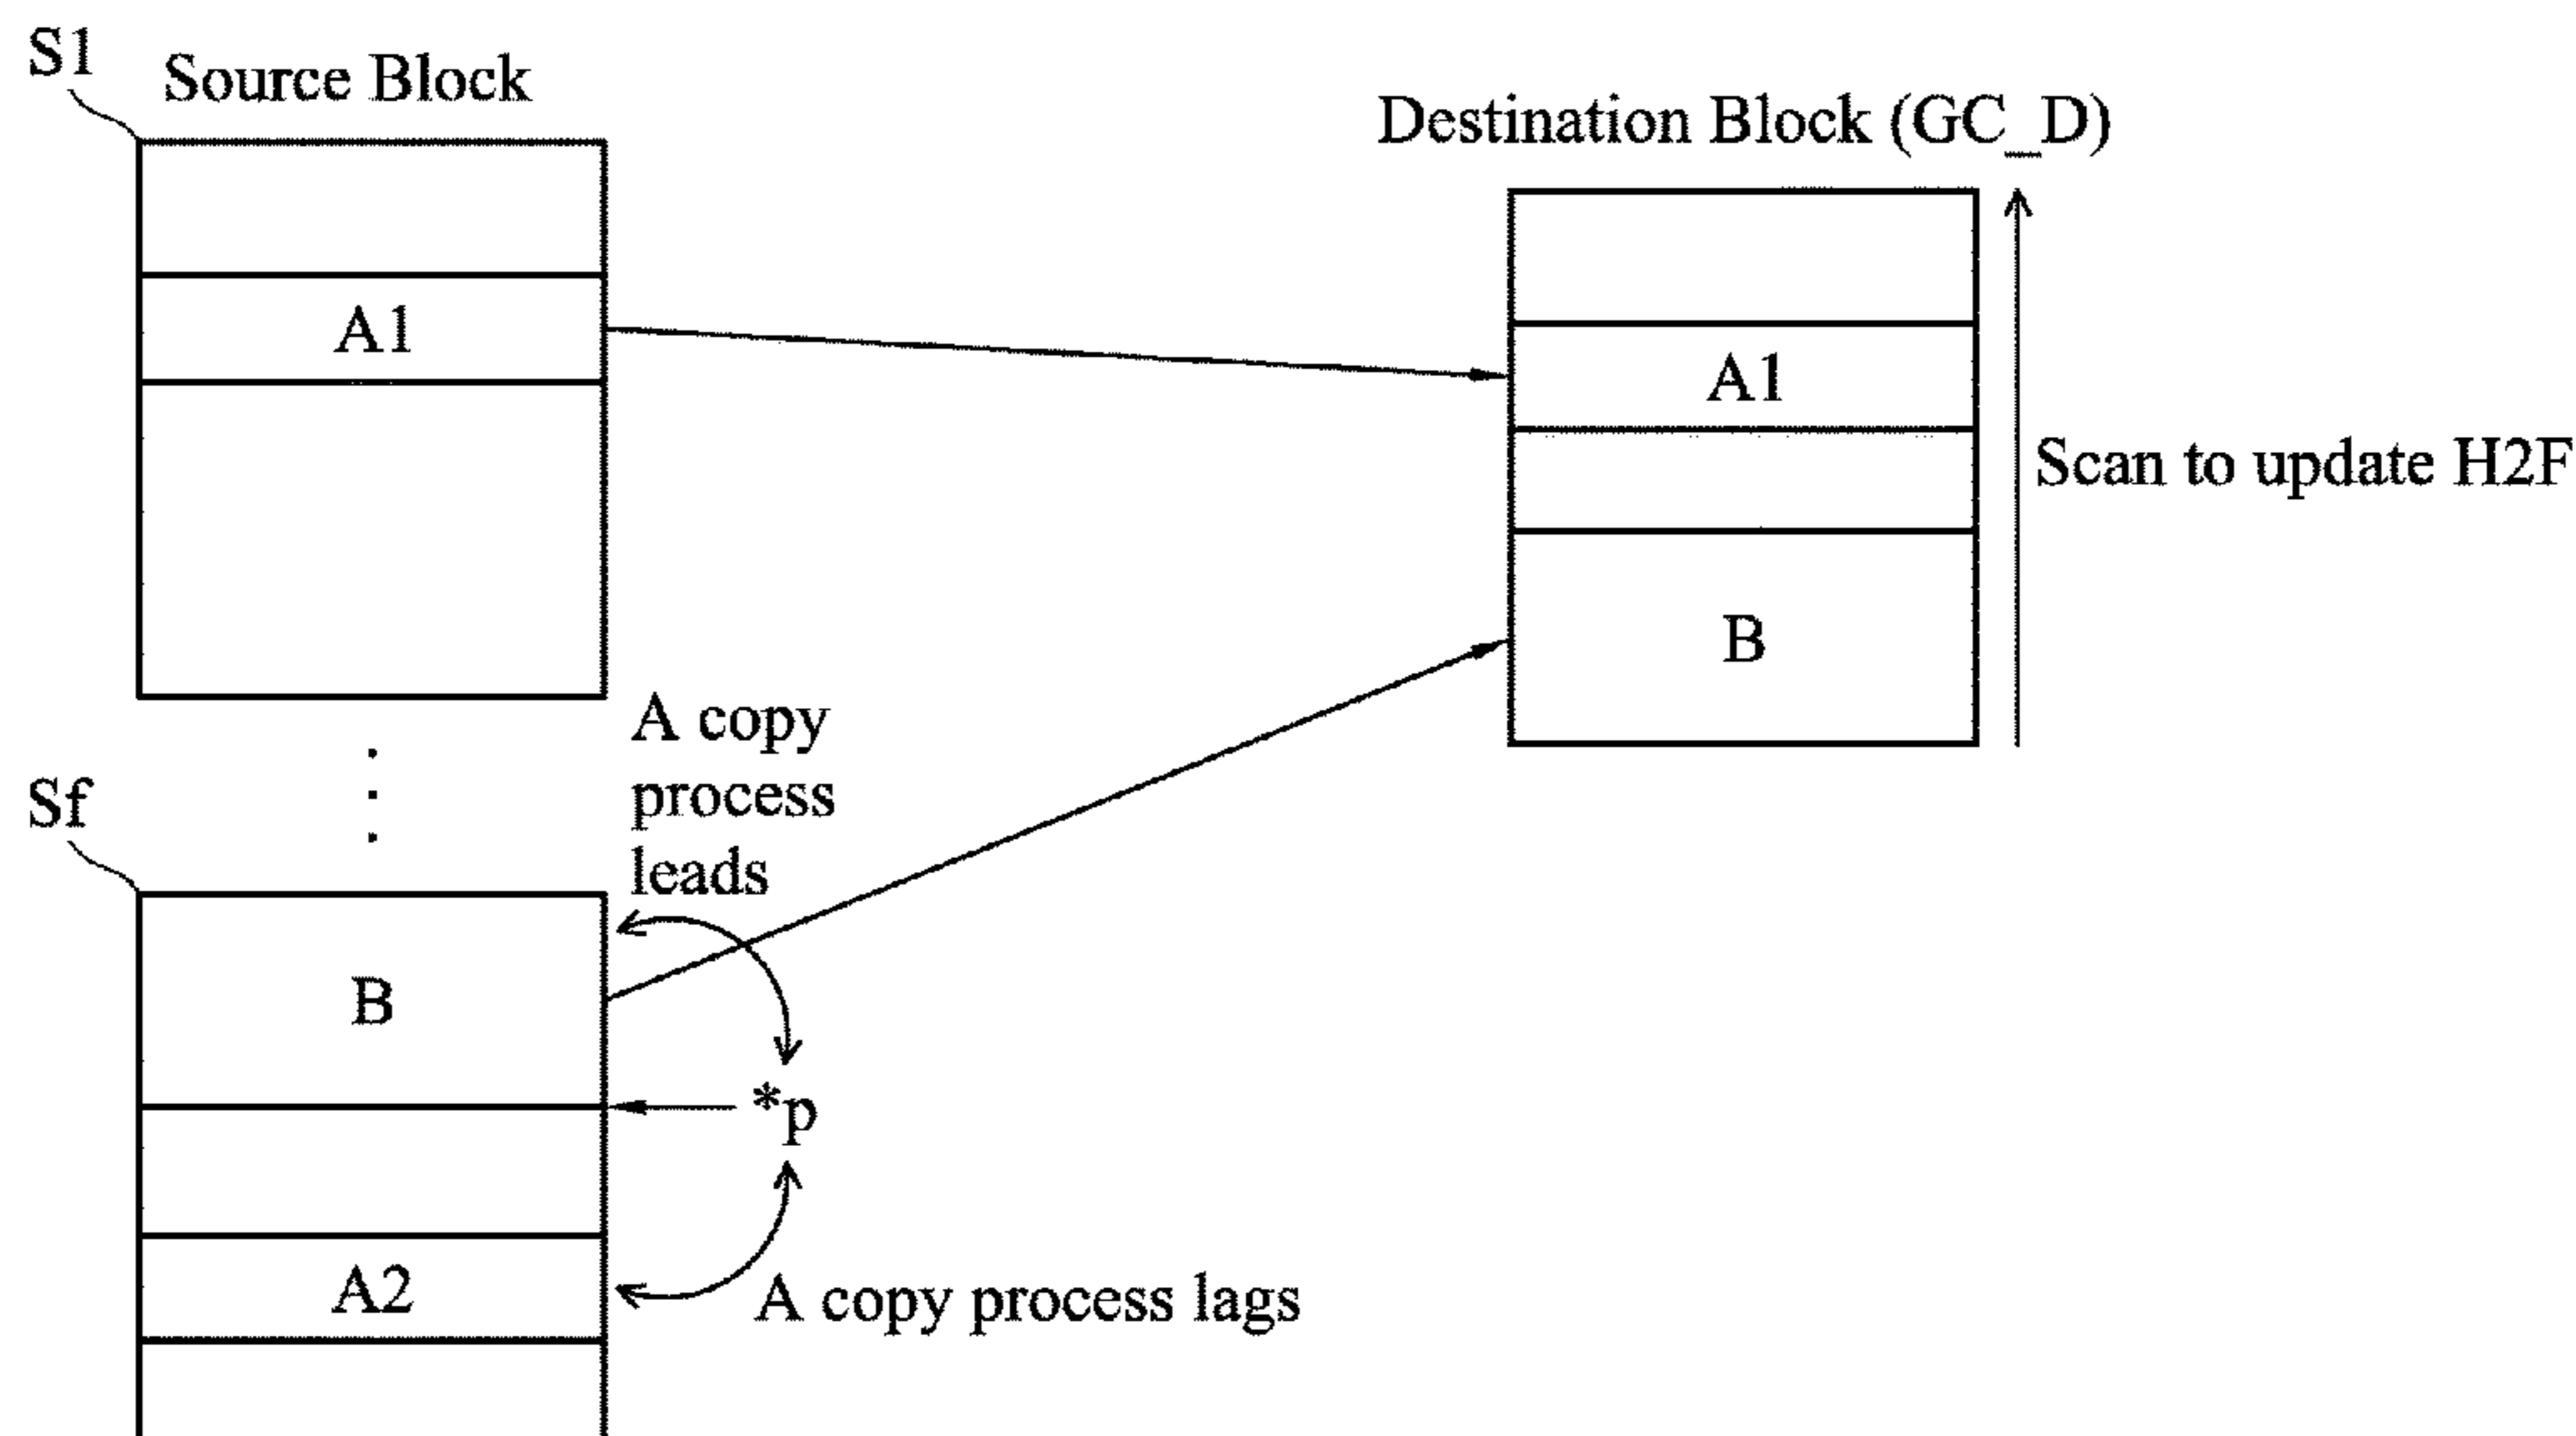 S1
Source Block
Destination Block (GC_D)
A1
A1
Scan to update H2F
B
A copy
process
leads
Sf
B
*p
A2
A copy process lags